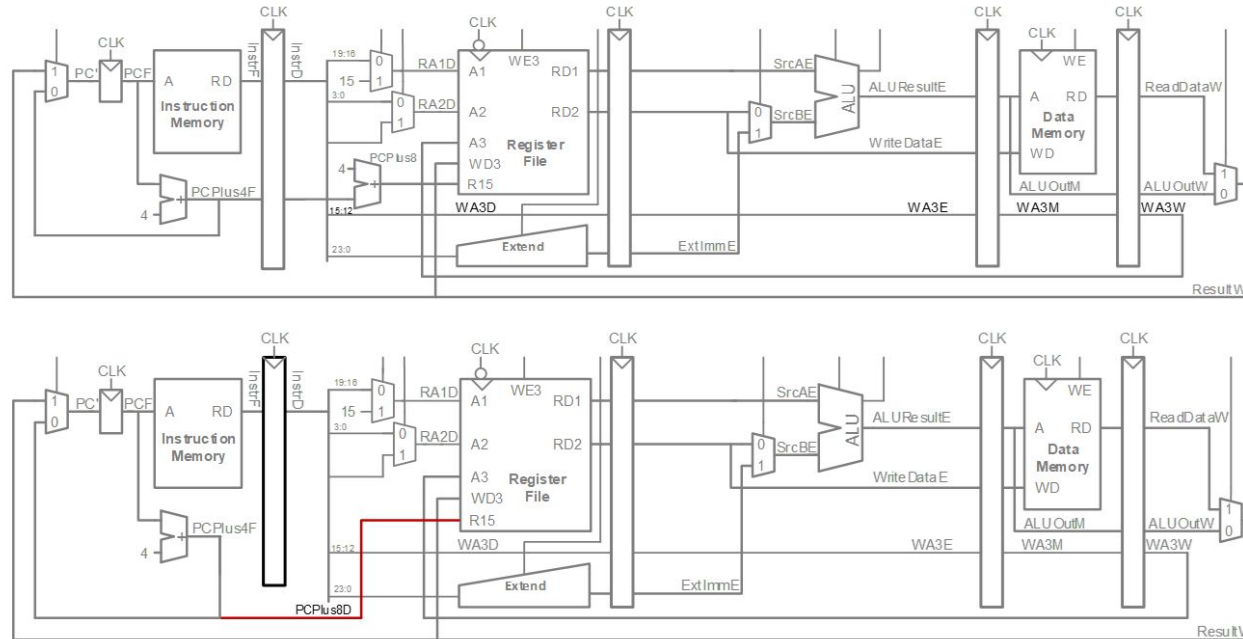 CLK CLK CLK CLK CLK
CLK CLK
1 0 PC' CLK PCF A RD Instruction Memory InstrF InstrD
19:16 0 RA1D A1 WE3 RD1 SrcAE ALU ALUResultE A RD WE ReadDataW
15 1
3:0 0 RA2D A2 RD2 0 SrcBE Data Memory
1 1
A3 Register File WriteDataE WD
4 PCPlus8 WD3 1
PCPlus4F + + R15 ALUOutM ALUOutW 0
4 15:12 WA3D WA3E WA3M WA3W
23:0 Extend ExtImmE
ResultW
CLK CLK CLK CLK CLK
CLK CLK
1 0 PC' CLK PCF A RD Instruction Memory InstrF InstrD
19:16 0 RA1D A1 WE3 RD1 SrcAE ALU ALUResultE A RD WE ReadDataW
15 1
3:0 0 RA2D A2 RD2 0 SrcBE Data Memory
1 1
A3 Register File WriteDataE WD
WD3 1
PCPlus4F + R15 ALUOutM ALUOutW 0
4 15:12 WA3D WA3E WA3M WA3W
23:0 Extend ExtImmE
PCPlus8D
ResultW